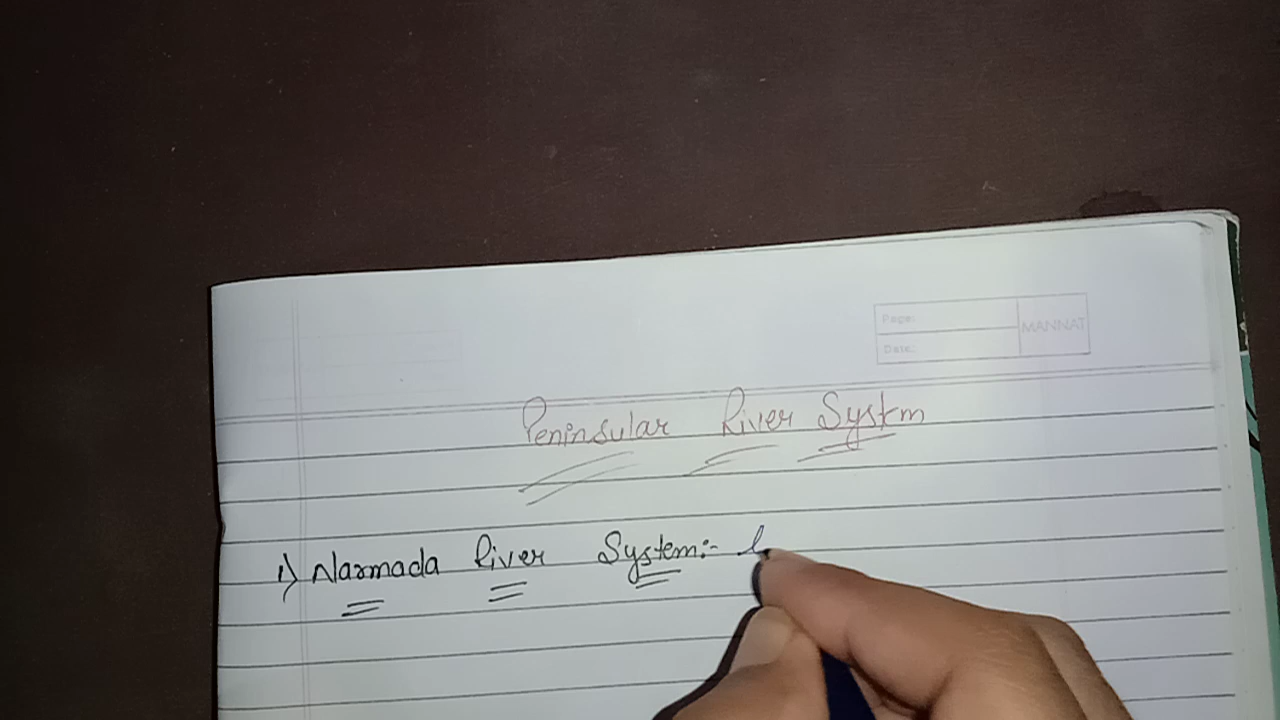 Page:
MANNAT
Date:
Peninsular River System
1) Narmada River System:-